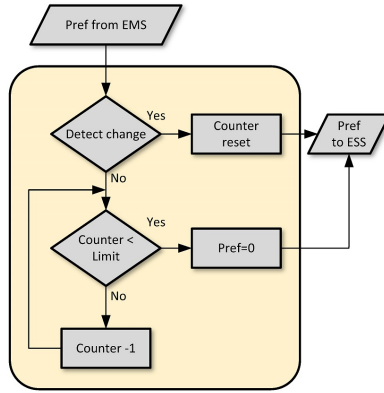 Pref from EMS
Detect change
Yes
Counter
reset
Pref
to ESS
No
Counter <
Limit
Yes
Pref=0
No
Counter -1